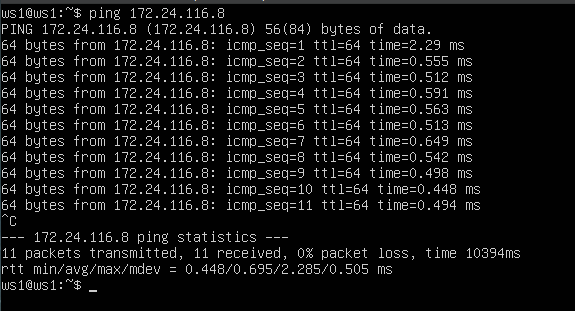 ws1@ws1:~$ ping 172.24.116.8
PING 172.24.116.8 (172.24.116.8) 56(84) bytes of data.
64 bytes from 172.24.116.8: icmp_seq=1 ttl=64 time=2.29 ms
64 bytes from 172.24.116.8: icmp_seq=2 ttl=64 time=0.555 ms
64 bytes from 172.24.116.8: icmp_seq=3 ttl=64 time=0.512 ms
64 bytes from 172.24.116.8: icmp_seq=4 ttl=64 time=0.591 ms
64 bytes from 172.24.116.8: icmp_seq=5 ttl=64 time=0.563 ms
64 bytes from 172.24.116.8: icmp_seq=6 ttl=64 time=0.513 ms
64 bytes from 172.24.116.8: icmp_seq=7 ttl=64 time=0.649 ms
64 bytes from 172.24.116.8: icmp_seq=8 ttl=64 time=0.542 ms
64 bytes from 172.24.116.8: icmp_seq=9 ttl=64 time=0.498 ms
64 bytes from 172.24.116.8: icmp_seq=10 ttl=64 time=0.448 ms
64 bytes from 172.24.116.8: icmp_seq=11 ttl=64 time=0.494 ms
^C
--- 172.24.116.8 ping statistics ---
11 packets transmitted, 11 received, 0% packet loss, time 10394ms
rtt min/avg/max/mdev = 0.448/0.695/2.285/0.505 ms
ws1@ws1:~$ _